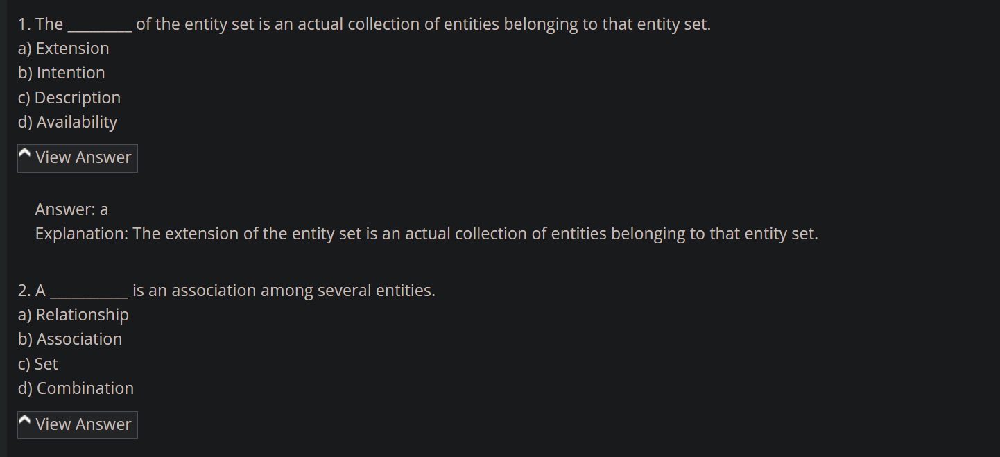 1. The _________ of the entity set is an actual collection of entities belonging to that entity set.
a) Extension
b) Intention
c) Description
d) Availability
View Answer
Answer: a
Explanation: The extension of the entity set is an actual collection of entities belonging to that entity set.
2. A ___________ is an association among several entities.
a) Relationship
b) Association
c) Set
d) Combination
View Answer